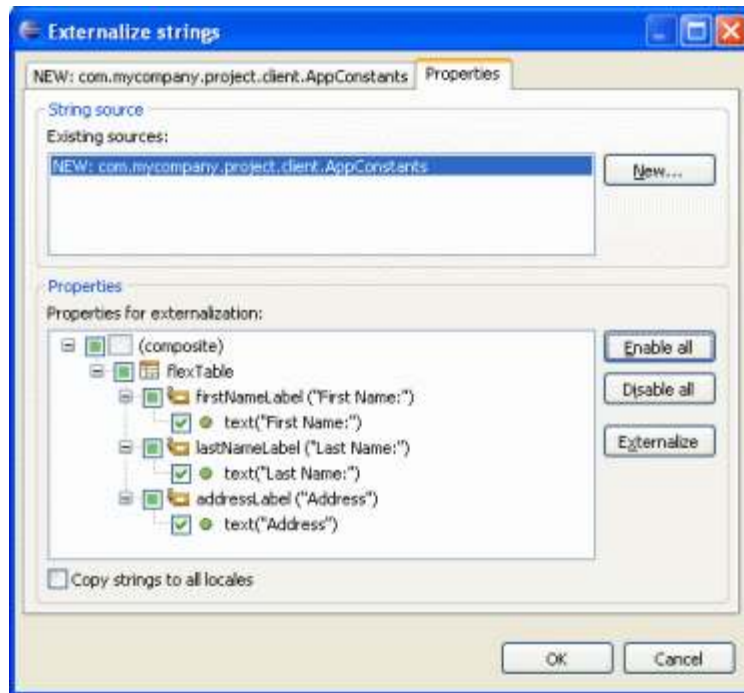 Externalize strings
NEW: com.mycompany.project.client.AppConstants Properties
String source
Existing sources:
NEW: com.mycompany.project.client.AppConstants
New...
Properties
Properties for externalization:
(composite)
Enable all
flexTable
firstNameLabel ("First Name:")
Disable all
text("First Name:")
lastNameLabel ("Last Name:")
Externalize
text("Last Name:")
addressLabel ("Address")
text("Address")
Copy strings to all locales
OK Cancel